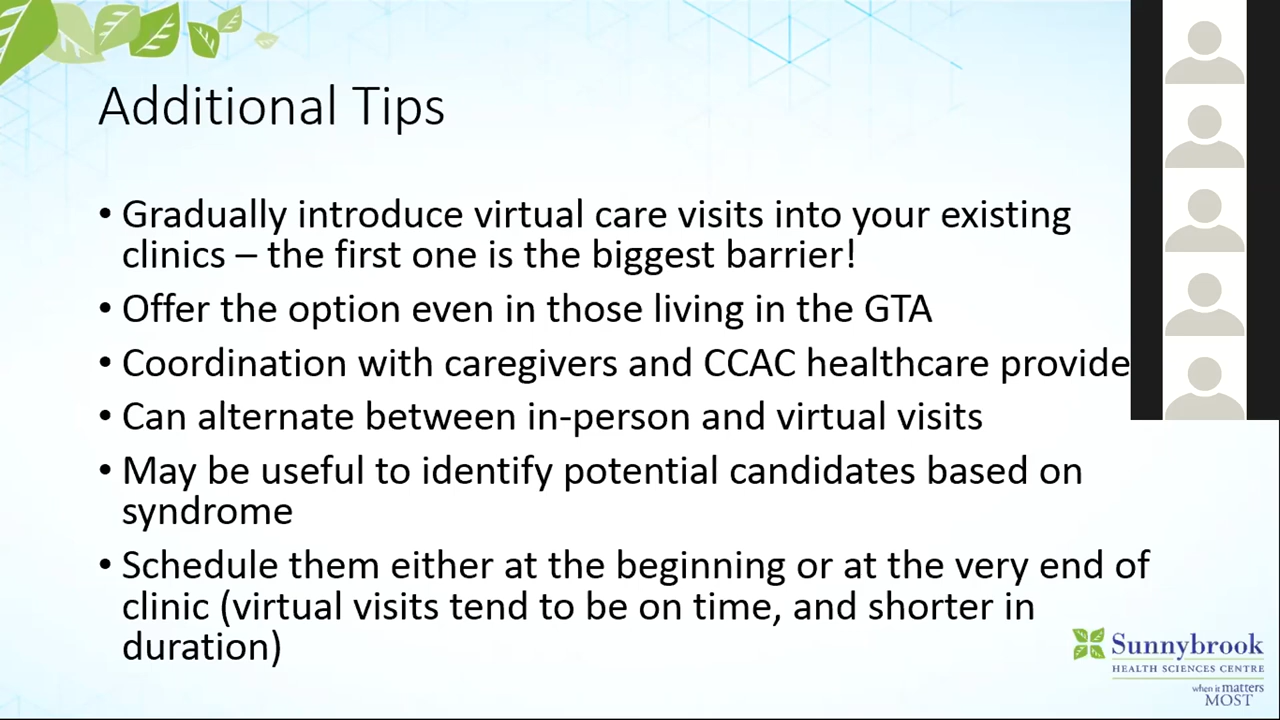 Additional Tips
• Gradually introduce virtual care visits into your existing
clinics – the first one is the biggest barrier!
• Offer the option even in those living in the GTA
• Coordination with caregivers and CCAC healthcare provide
• Can alternate between in-person and virtual visits
• May be useful to identify potential candidates based on
syndrome
• Schedule them either at the beginning or at the very end of
clinic (virtual visits tend to be on time, and shorter in
duration)
Sunnybrook
HEALTH SCIENCES CENTRE
when it matters
MOST